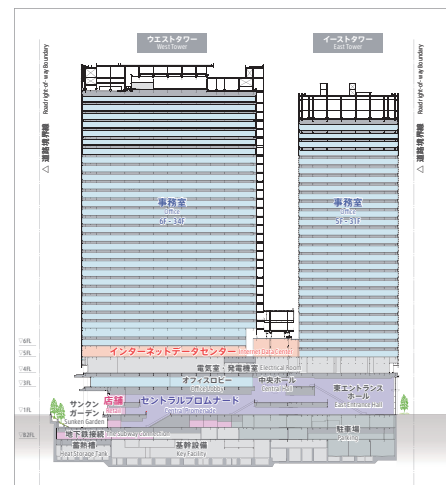 ウエストタワー
West Tower
イーストタワー
East Tower
道路境界線 Road right-of-way Boundary
道路境界線 Road right-of-way Boundary
事務室
Office
6F - 34F
事務室
Office
5F - 31F
▽6FL
▽5FL
インターネットデータセンター Internet Data Center
▽4FL
電気室・発電機室 Electrical Room
▽3FL
オフィスロビー
Office Lobby
中央ホール
Central Hall
東エントランス
ホール
East Entrance Hall
店舗
Retail
セントラルプロムナード
Central Promenade
▽1FL
サンクン
ガーデン
Sunken Garden
▽B2FL
地下鉄接続 The Subway Connection
駐車場
Parking
蓄熱槽
Heat Storage Tank
基幹設備
Key Facility